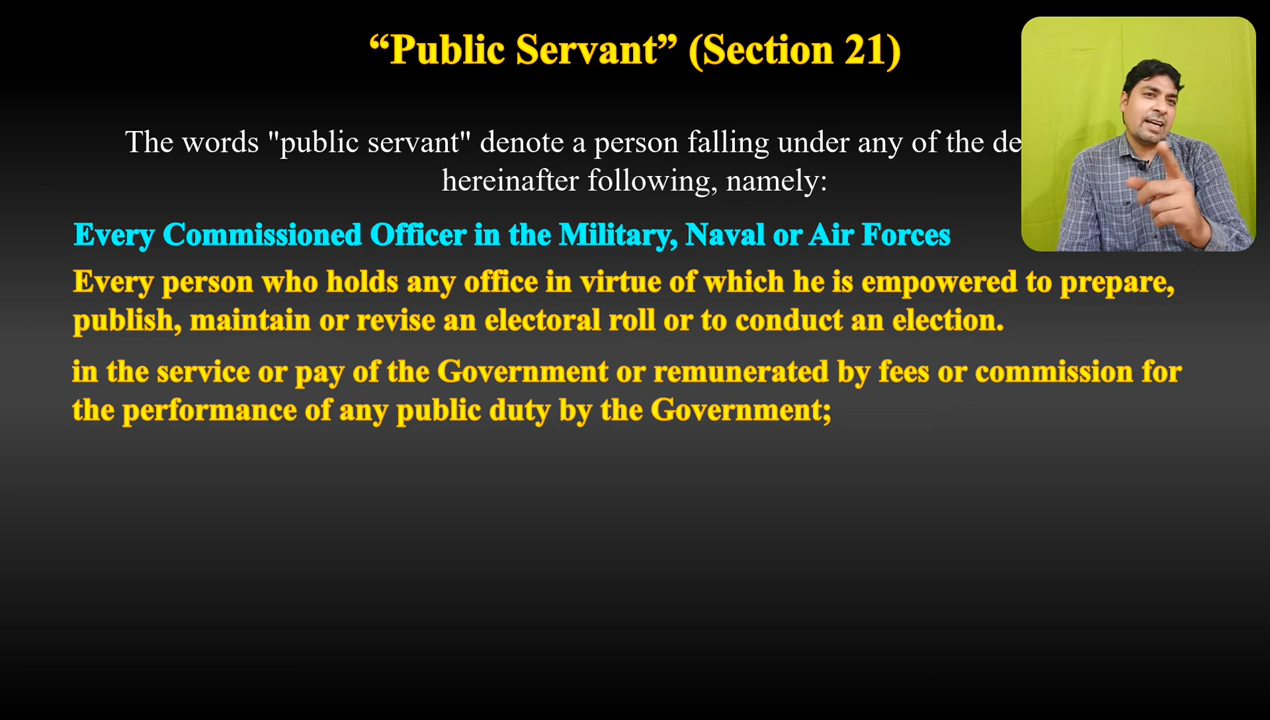 “Public Servant” (Section 21)
The words "public servant" denote a person falling under any of the
hereinafter following, namely:
Every Commissioned Officer in the Military, Naval or Air Forces
Every person who holds any office in virtue of which he is empowered to prepare,
publish, maintain or revise an electoral roll or to conduct an election.
in the service or pay of the Government or remunerated by fees or commission for
the performance of any public duty by the Government;